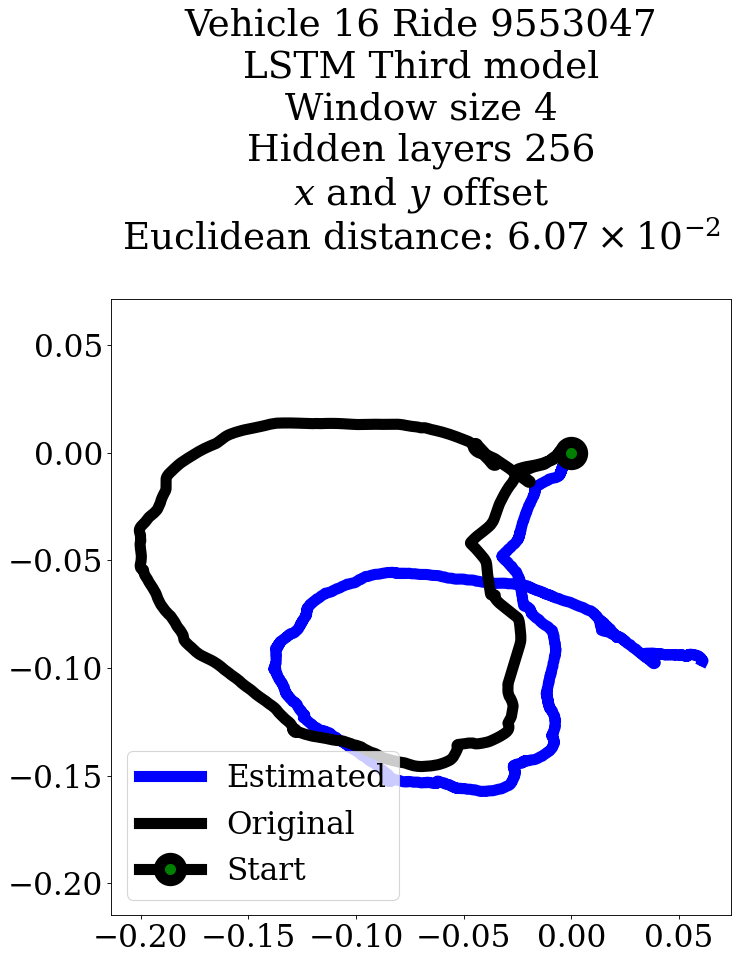 Vehicle 16 Ride 9553047
LSTM Third model
Window size 4
Hidden layers 256
x and y offset
Euclidean distance: 6.07 × 10⁻²
0.05
0.00
−0.05
−0.10
−0.15
−0.20
Estimated
Original
Start
−0.20 −0.15 −0.10 −0.05 0.00 0.05